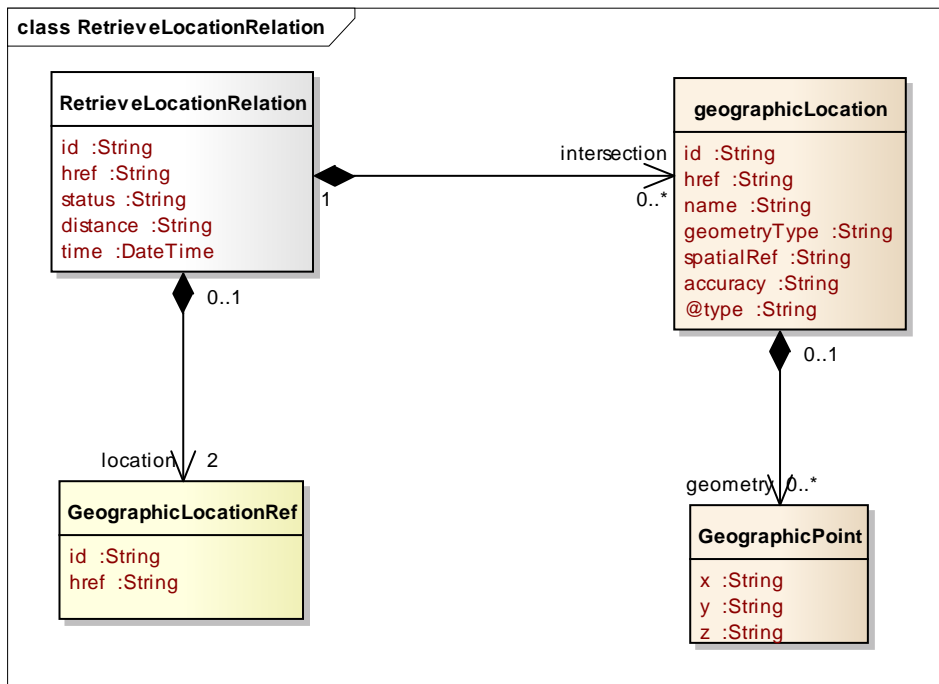 class RetrieveLocationRelation
RetrieveLocationRelation
id :String
href :String
status :String
distance :String
time :DateTime
geographicLocation
id :String
href :String
name :String
geometryType :String
spatialRef :String
accuracy :String
@type :String
intersection
1
0..*
0..1
0..1
location
2
GeographicLocationRef
id :String
href :String
geometry
0..*
GeographicPoint
x :String
y :String
z :String